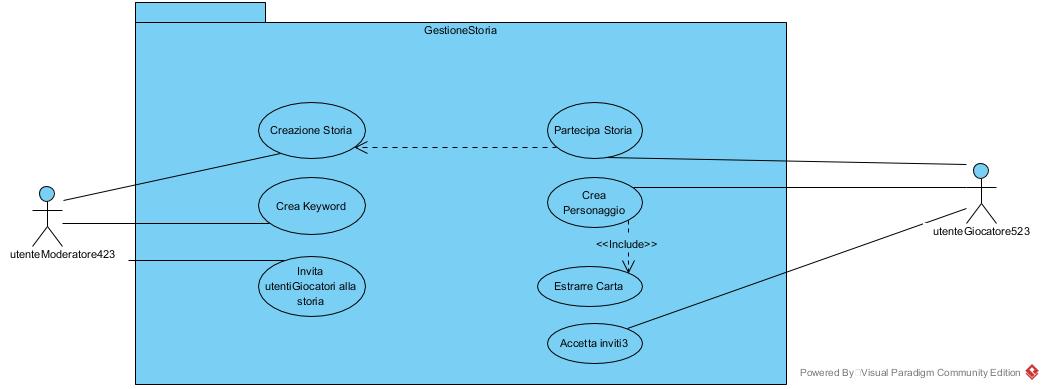 GestioneStoria
Creazione Storia
Partecipa Storia
Crea Keyword
Crea
Personaggio
utenteModeratore423
utenteGiocatore523
<<Include>>
Invita
utentiGiocatori alla
storia
Estrarre Carta
Accetta inviti3
Powered By Visual Paradigm Community Edition